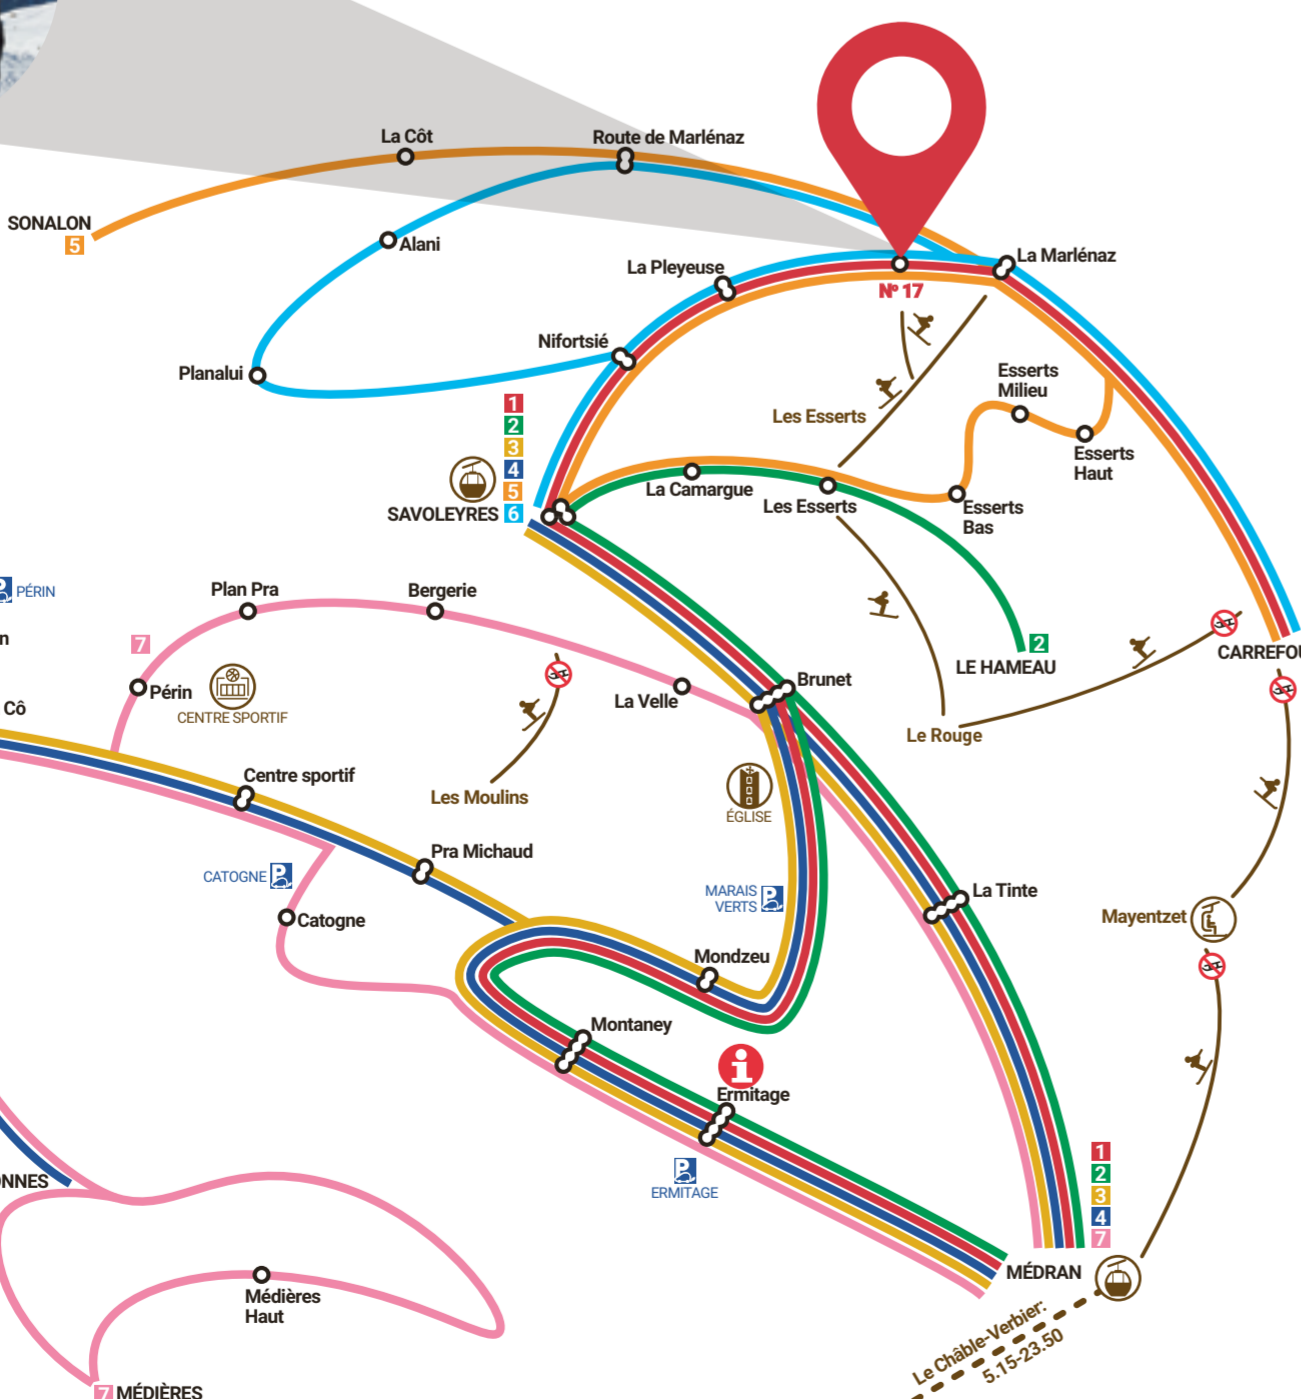 La Côt
Route de Marlénaz
SONALON
5
Alani
La Marlénaz
La Pleyeuse
Nº 17
Nifortsié
Planalui
Esserts
Milieu
1
2
3
4
5
6
Les Esserts
Esserts
Haut
La Camargue
Les Esserts
Esserts
Bas
SAVOLEYRES
P PÉRIN
Plan Pra
Bergerie
7
2
LE HAMEAU
CARREFOU
n
Périn
CENTRE SPORTIF
La Velle
Brunet
Cô
Le Rouge
Centre sportif
Les Moulins
ÉGLISE
Pra Michaud
CATOGNE P
MARAIS
VERTS P
La Tinte
Catogne
Mayentzet
Mondzeu
Montaney
i
Ermitage
P
ERMITAGE
1
2
3
4
7
ONNES
MÉDRAN
Médières
Haut
Le Châble-Verbier:
5.15-23.50
7 MÉDIÈRES